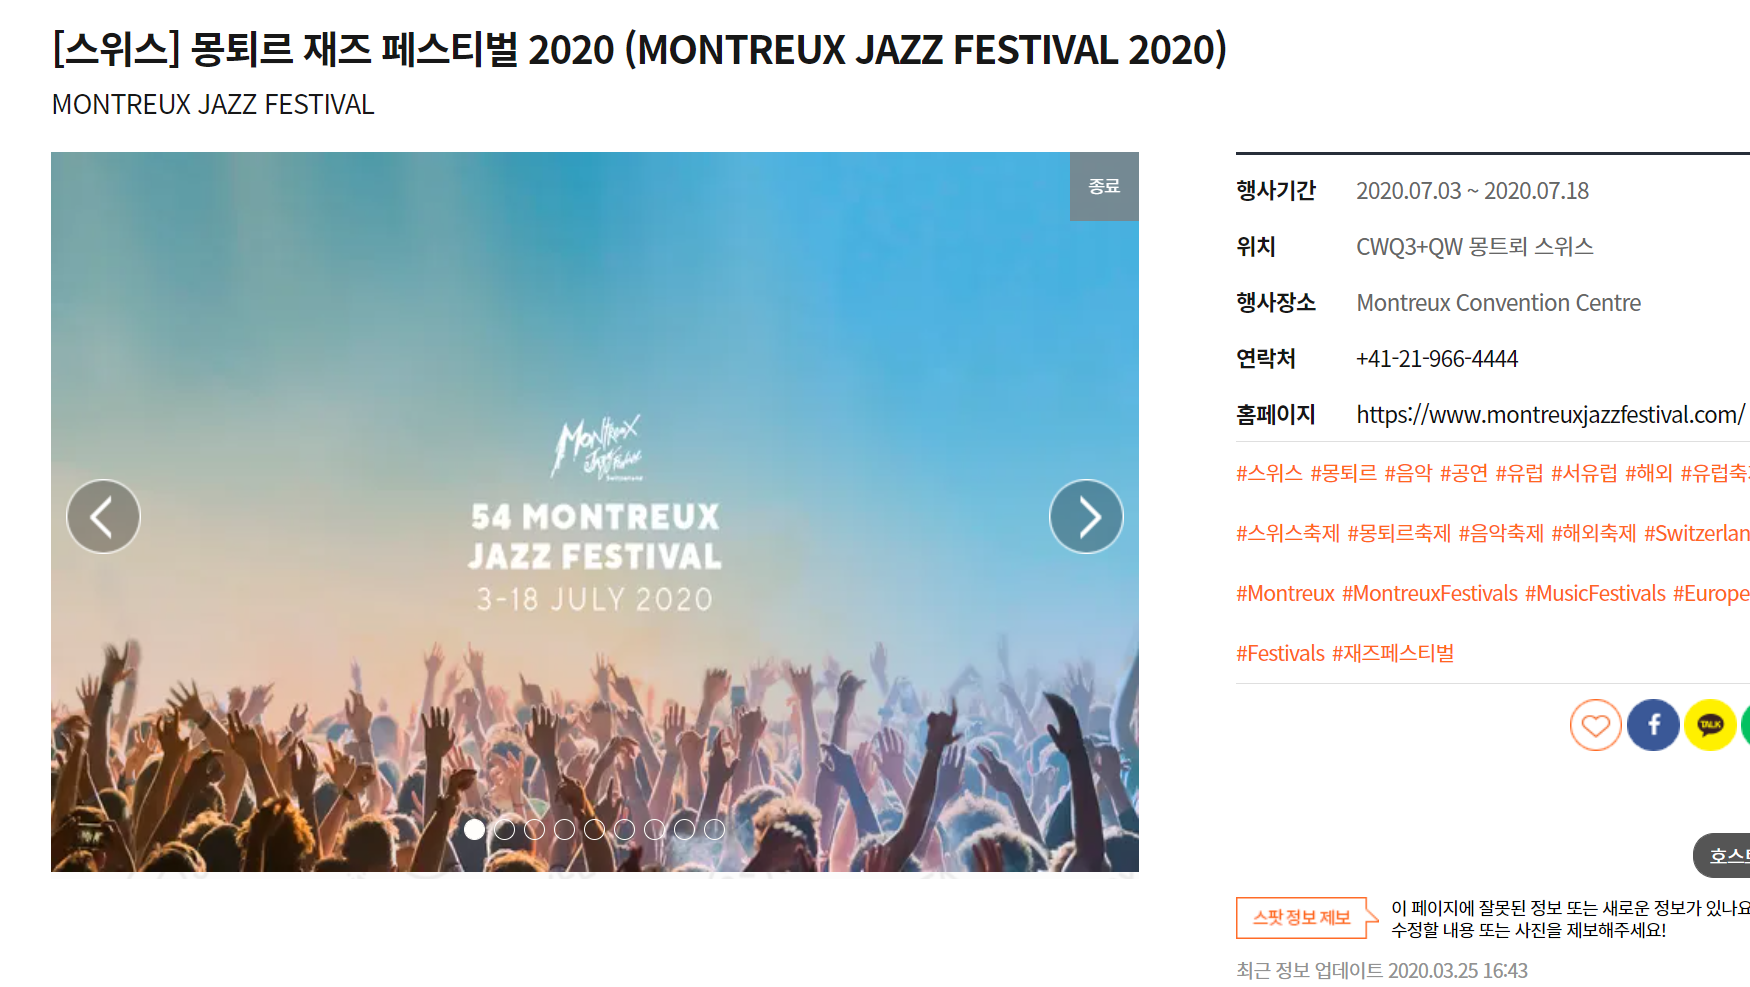 [스위스] 몽퇴르 재즈 페스티벌 2020 (MONTREUX JAZZ FESTIVAL 2020)
MONTREUX JAZZ FESTIVAL
종료
Montreux
Jazz Festival
Switzerland
54 MONTREUX
JAZZ FESTIVAL
3-18 JULY 2020
행사기간 2020.07.03 ~ 2020.07.18
위치 CWQ3+QW 몽트뢰 스위스
행사장소 Montreux Convention Centre
연락처 +41-21-966-4444
홈페이지 https://www.montreuxjazzfestival.com/
#스위스 #몽퇴르 #음악 #공연 #유럽 #서유럽 #해외 #유럽축
#스위스축제 #몽퇴르축제 #음악축제 #해외축제 #Switzerlan
#Montreux #MontreuxFestivals #MusicFestivals #Europe
#Festivals #재즈페스티벌
f
TALK
호스
스팟 정보 제보
이 페이지에 잘못된 정보 또는 새로운 정보가 있나요
수정할 내용 또는 사진을 제보해주세요!
최근 정보 업데이트 2020.03.25 16:43